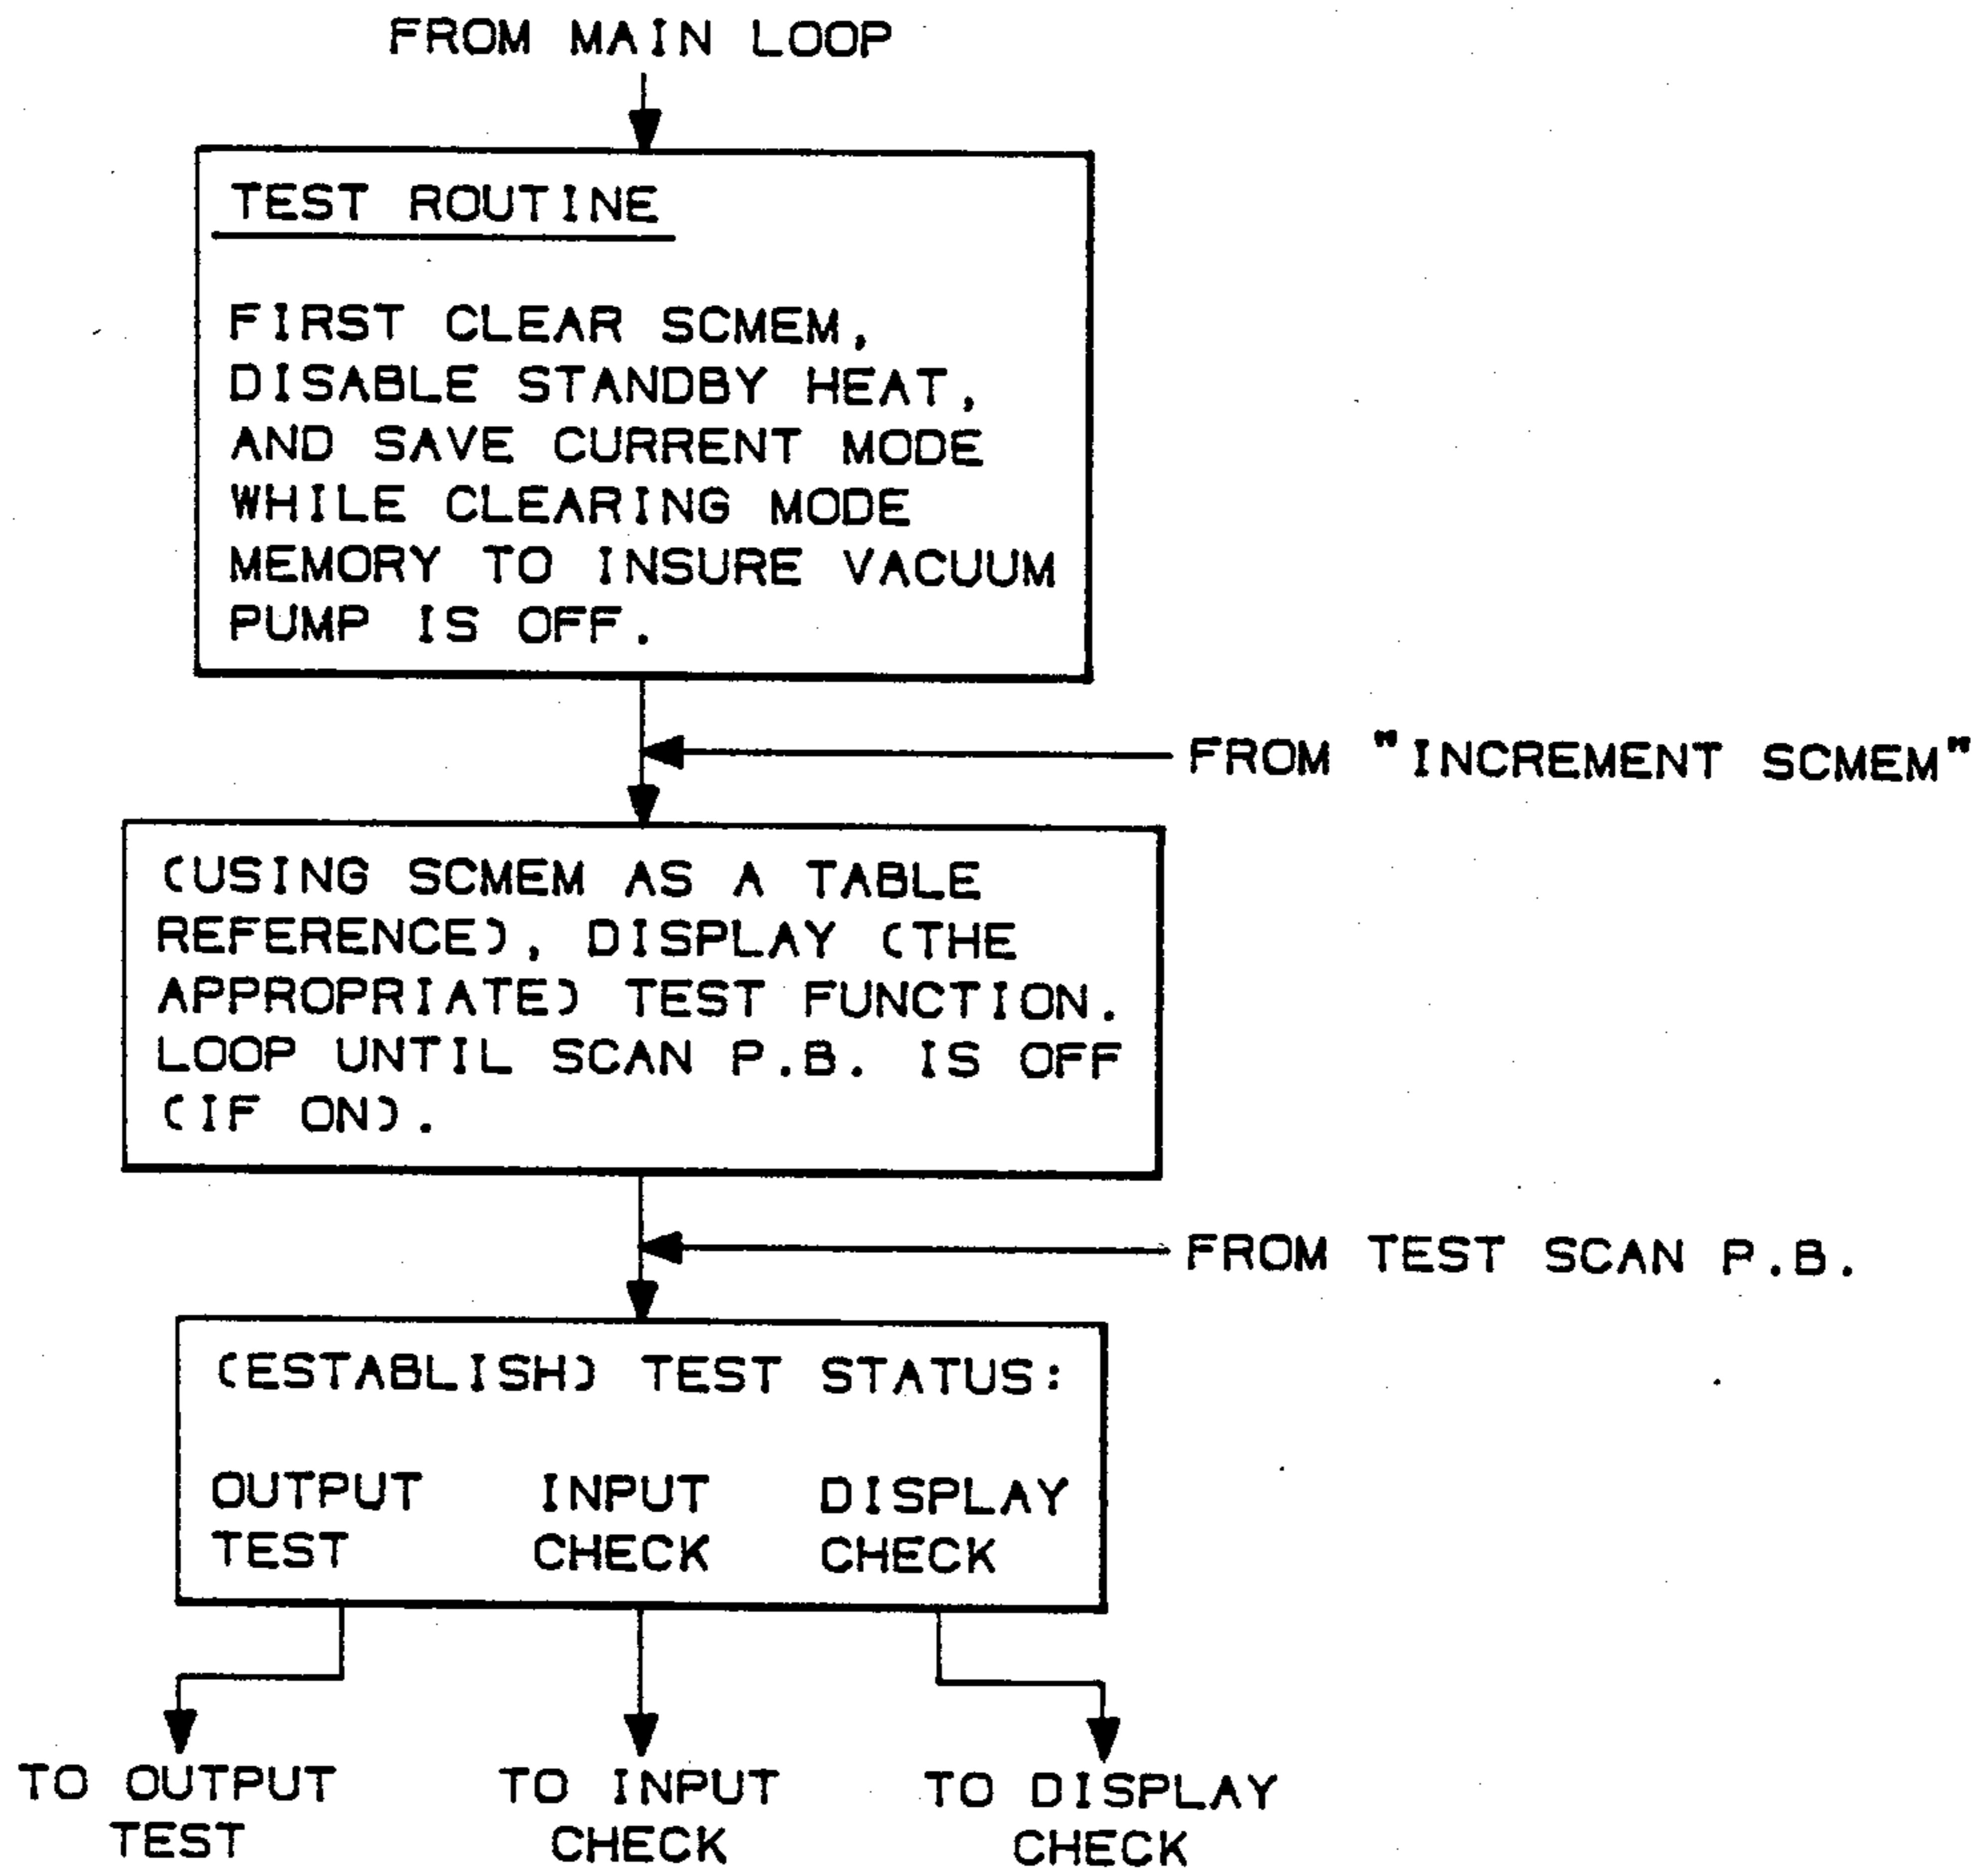 FROM MAIN LOOP
TEST ROUTINE
FIRST CLEAR SCMEM,
DISABLE STANDBY HEAT,
AND SAVE CURRENT MODE
WHILE CLEARING MODE
MEMORY TO INSURE VACUUM
PUMP IS OFF.
FROM "INCREMENT SCMEM"
(USING SCMEM AS A TABLE
REFERENCE), DISPLAY (THE
APPROPRIATE) TEST FUNCTION.
LOOP UNTIL SCAN P.B. IS OFF
(IF ON).
FROM TEST SCAN P.B.
(ESTABLISH) TEST STATUS:
OUTPUT INPUT DISPLAY
TEST CHECK CHECK
TO OUTPUT TO INPUT TO DISPLAY
TEST CHECK CHECK